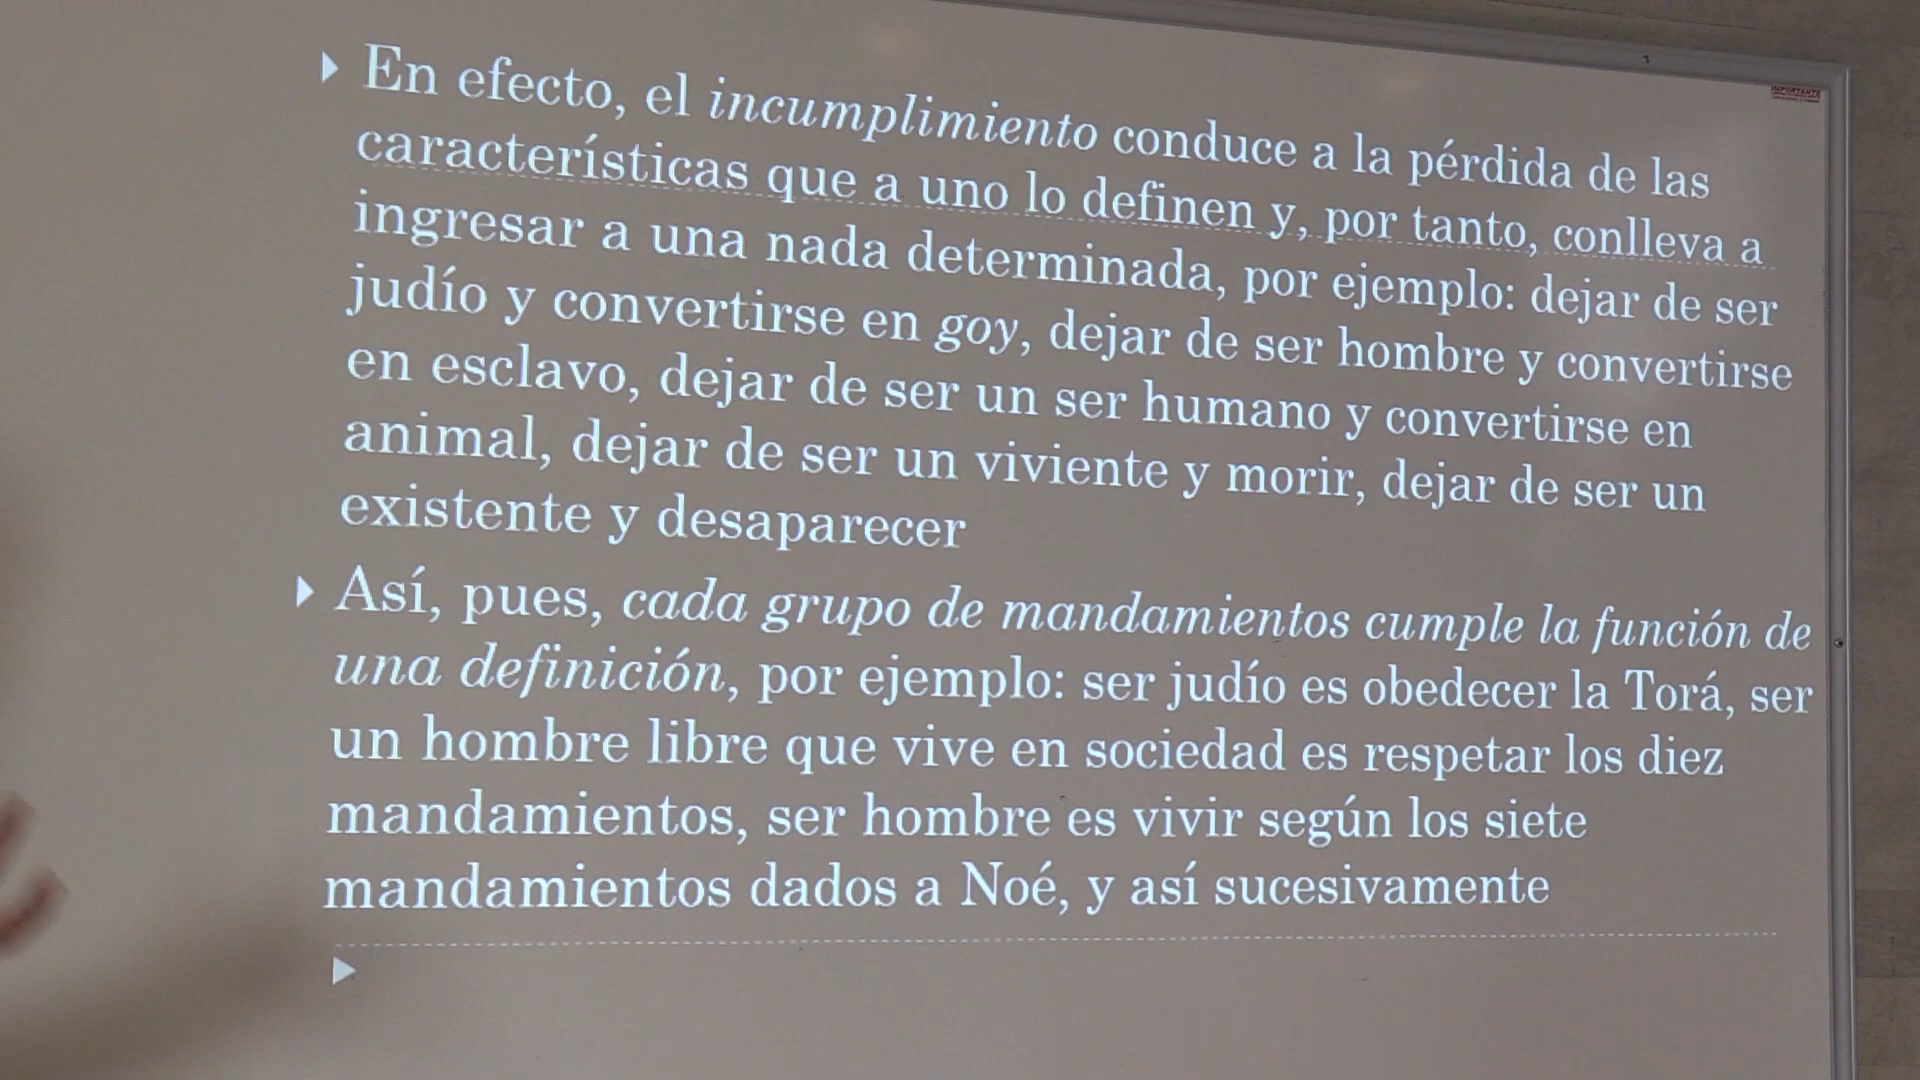 En efecto, el incumplimiento conduce a la pérdida de las
características que a uno lo definen y, por tanto, conlleva a
ingresar a una nada determinada, por ejemplo: dejar de ser
judío y convertirse en goy, dejar de ser hombre y convertirse
en esclavo, dejar de ser un ser humano y convertirse en
animal, dejar de ser un viviente y morir, dejar de ser un
existente y desaparecer
Así, pues, cada grupo de mandamientos cumple la función de
una definición, por ejemplo: ser judío es obedecer la Torá, ser
un hombre libre que vive en sociedad es respetar los diez
mandamientos, ser hombre es vivir según los siete
mandamientos dados a Noé, y así sucesivamente
IMPORTANTE